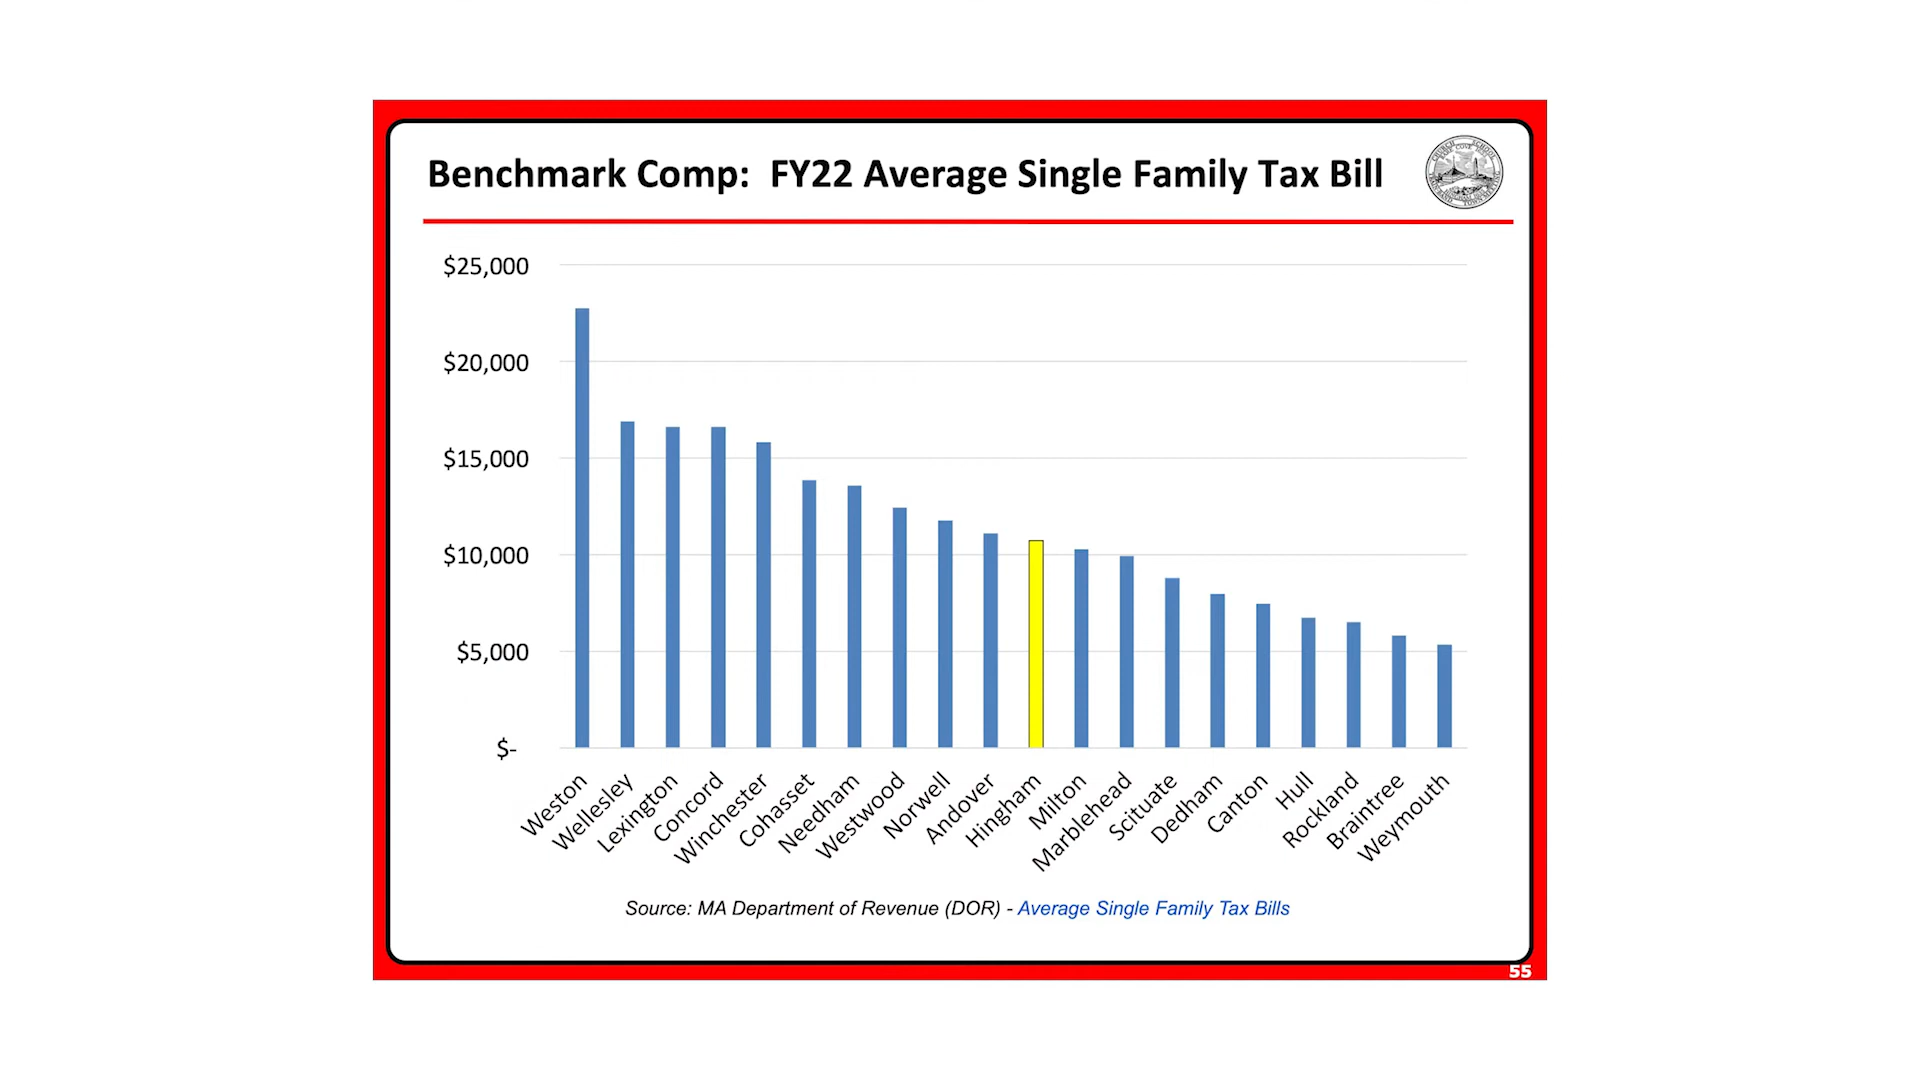 Benchmark Comp: FY22 Average Single Family Tax Bill
$25,000
$20,000
$15,000
$10,000
$5,000
$-
Weston
Wellesley
Lexington
Concord
Winchester
Cohasset
Needham
Westwood
Norwell
Andover
Hingham
Milton
Marblehead
Scituate
Dedham
Canton
Hull
Rockland
Braintree
Weymouth
Source: MA Department of Revenue (DOR) - Average Single Family Tax Bills
55